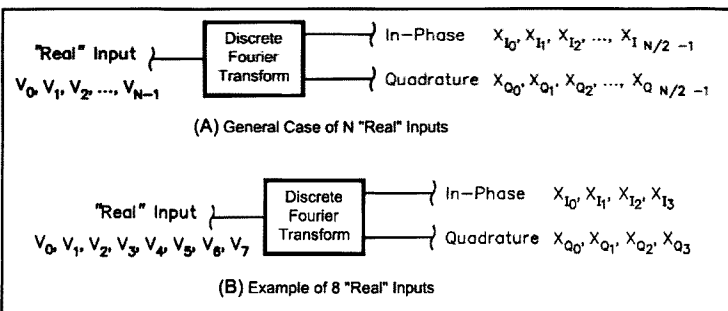 Discrete
Fourier
Transform
"Real" Input
V0, V1, V2, ..., VN−1
In-Phase XI0, XI1, XI2, ..., XI N/2 −1
Quadrature XQ0, XQ1, XQ2, ..., XQ N/2 −1
(A) General Case of N "Real" Inputs
Discrete
Fourier
Transform
"Real" Input
V0, V1, V2, V3, V4, V5, V6, V7
In-Phase XI0, XI1, XI2, XI3
Quadrature XQ0, XQ1, XQ2, XQ3
(B) Example of 8 "Real" Inputs